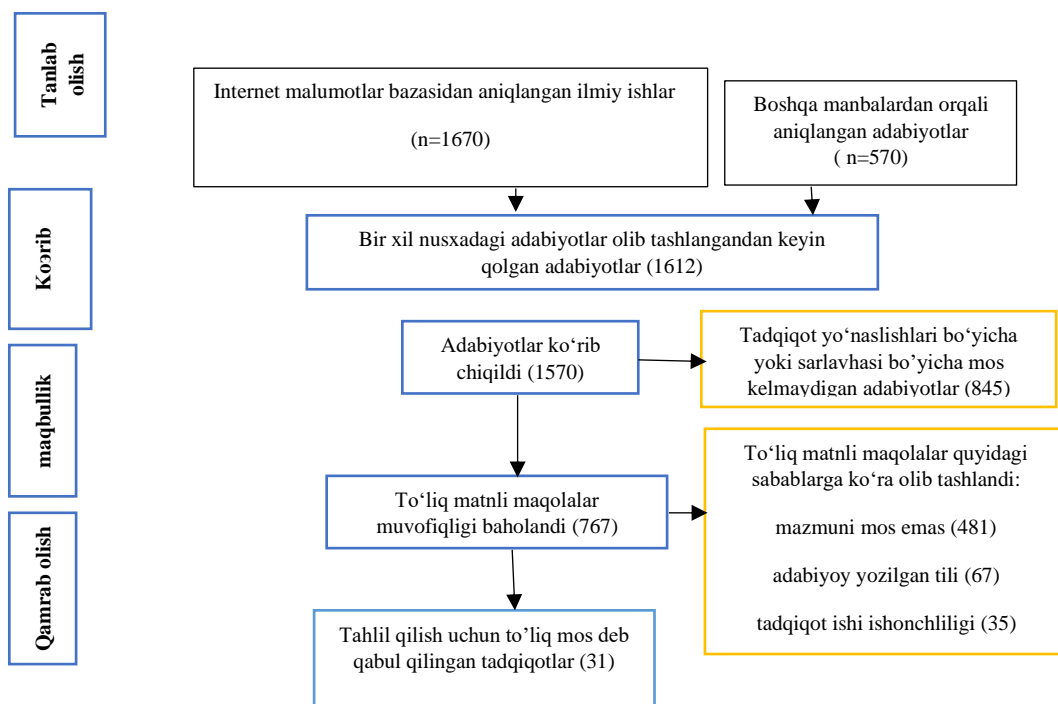 Tanlab
olish
Internet malumotlar bazasidan aniqlangan ilmiy ishlar
(n=1670)
Boshqa manbalardan orqali
aniqlangan adabiyotlar
( n=570)
Koэrib
Bir xil nusxadagi adabiyotlar olib tashlangandan keyin
qolgan adabiyotlar (1612)
maqbullik
Adabiyotlar ko‘rib
chiqildi (1570)
Tadqiqot yo‘naslishlari bo‘yicha
yoki sarlavhasi bo’yicha mos
kelmaydigan adabiyotlar (845)
To‘liq matnli maqolalar
muvofiqligi baholandi (767)
To‘liq matnli maqolalar quyidagi
sabablarga ko‘ra olib tashlandi:
mazmuni mos emas (481)
adabiyoy yozilgan tili (67)
tadqiqot ishi ishonchliligi (35)
Qamrab olish
Tahlil qilish uchun to’liq mos deb
qabul qilingan tadqiqotlar (31)